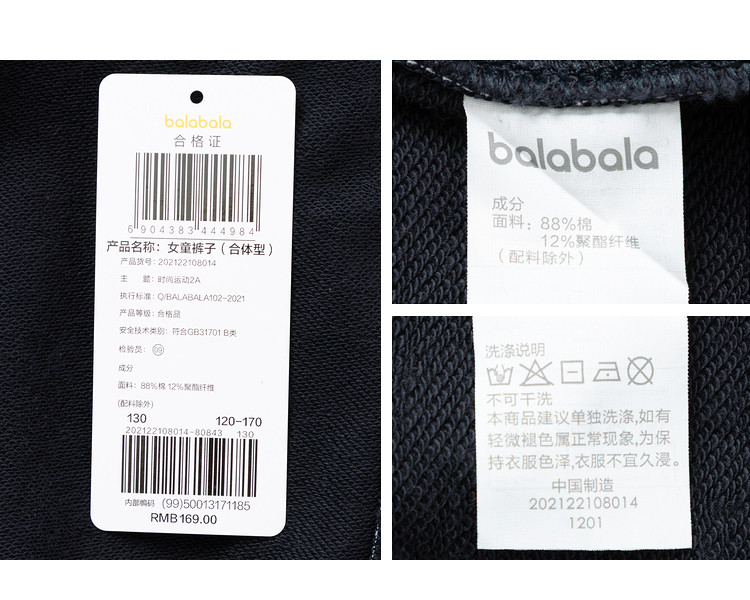 balabala
合格证
6 904383 444984
产品名称：女童裤子（合体型）
产品货号：202122108014
主 题：时尚运动2A
执行标准：Q/BALABALA102-2021
产品等级：合格品
安全技术类别：符合GB31701 B类
检验员：09
成分
面料：88%棉 12%聚酯纤维
(配料除外)
130 120-170
202122108014-80843 130
内部编码 (99)50013171185
RMB169.00
balabala
成分
面料：88%棉
12%聚酯纤维
（配料除外）
洗涤说明
不可干洗
本商品建议单独洗涤,如有
轻微褪色属正常现象,为保
持衣服色泽,衣服不宜久浸。
中国制造
202122108014
1201